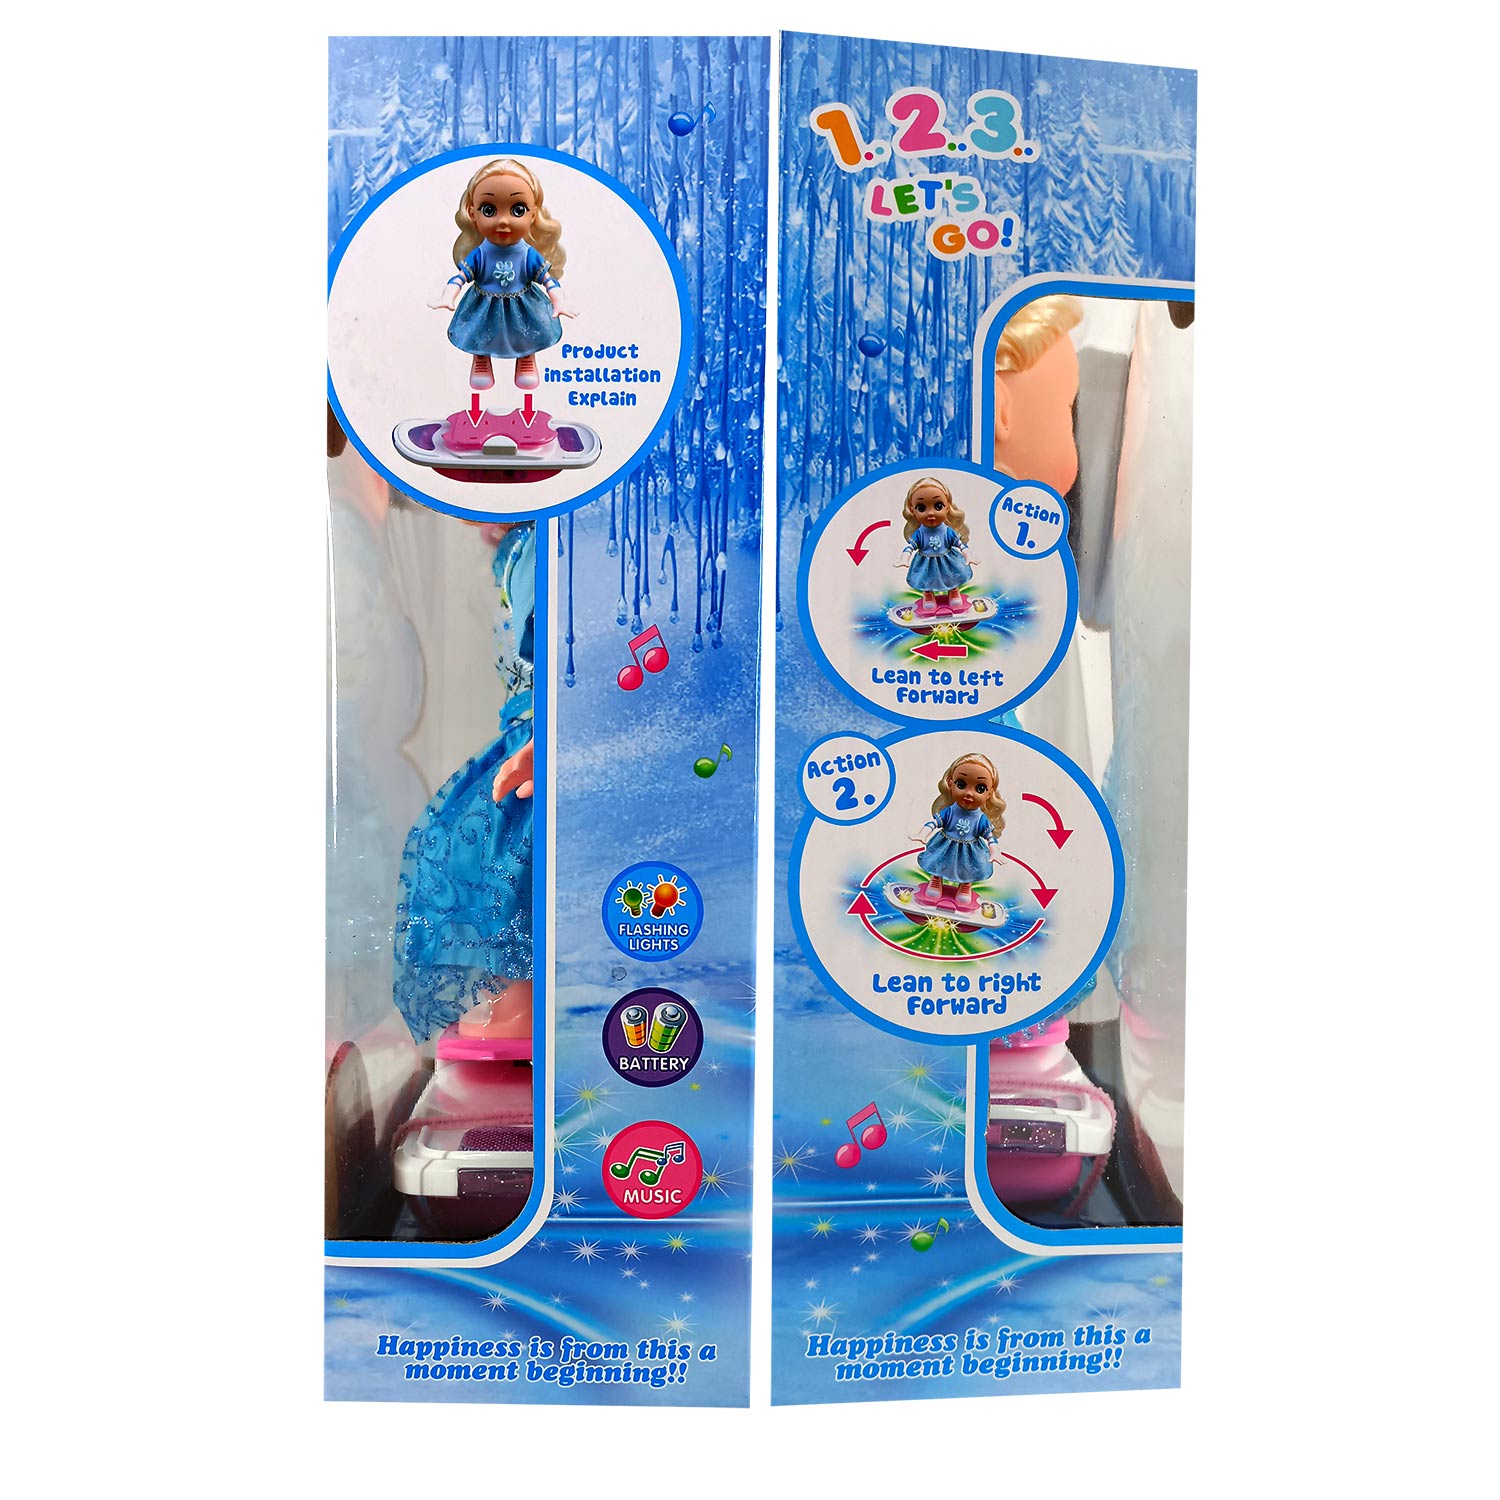 Product
installation
Explain
FLASHING
LIGHTS
BATTERY
MUSIC
Happiness is from this a
moment beginning!!
1..2..3..
LET'S
GO!
Action
1.
Lean to left
Forward
Action
2.
Lean to right
Forward
Happiness is from this a
moment beginning!!